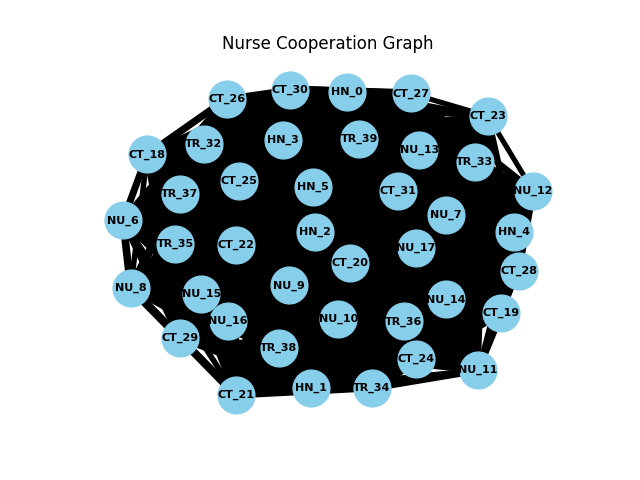 Nurse Cooperation Graph
CT_30
HN_0
CT_27
CT_26
CT_23
TR_39
HN_3
TR_32
NU_13
CT_18
TR_33
CT_25
HN_5
CT_31
NU_12
TR_37
NU_7
NU_6
HN_2
HN_4
TR_35
CT_22
NU_17
CT_20
CT_28
NU_9
NU_8
NU_15
NU_14
CT_19
NU_10
NU_16
TR_36
CT_29
TR_38
CT_24
NU_11
HN_1
TR_34
CT_21